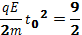 qE/2m t₀² = 9/2